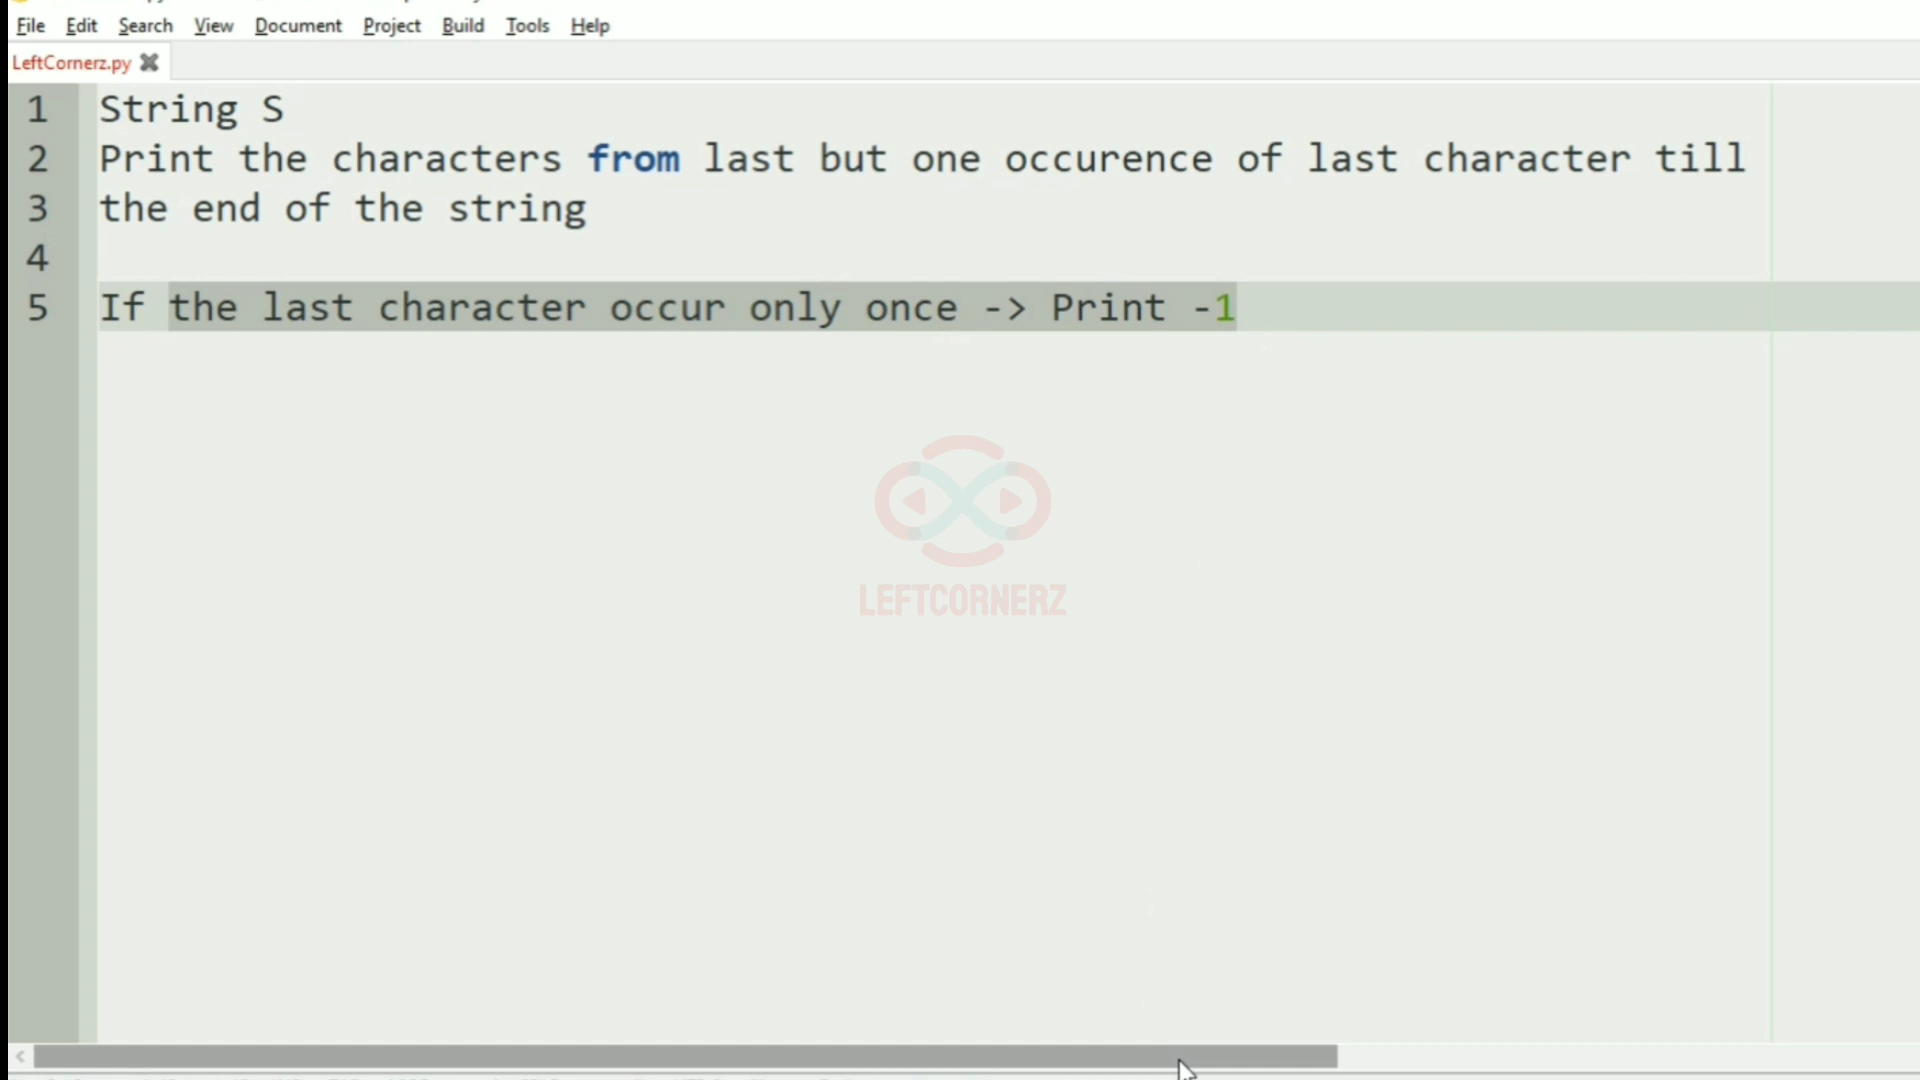 File Edit Search View Document Project Build Tools Help
LeftCornerz.py
1 String S
2 Print the characters from last but one occurence of last character till
3 the end of the string
4
5 If the last character occur only once -> Print -1
LEFTCORNERZ